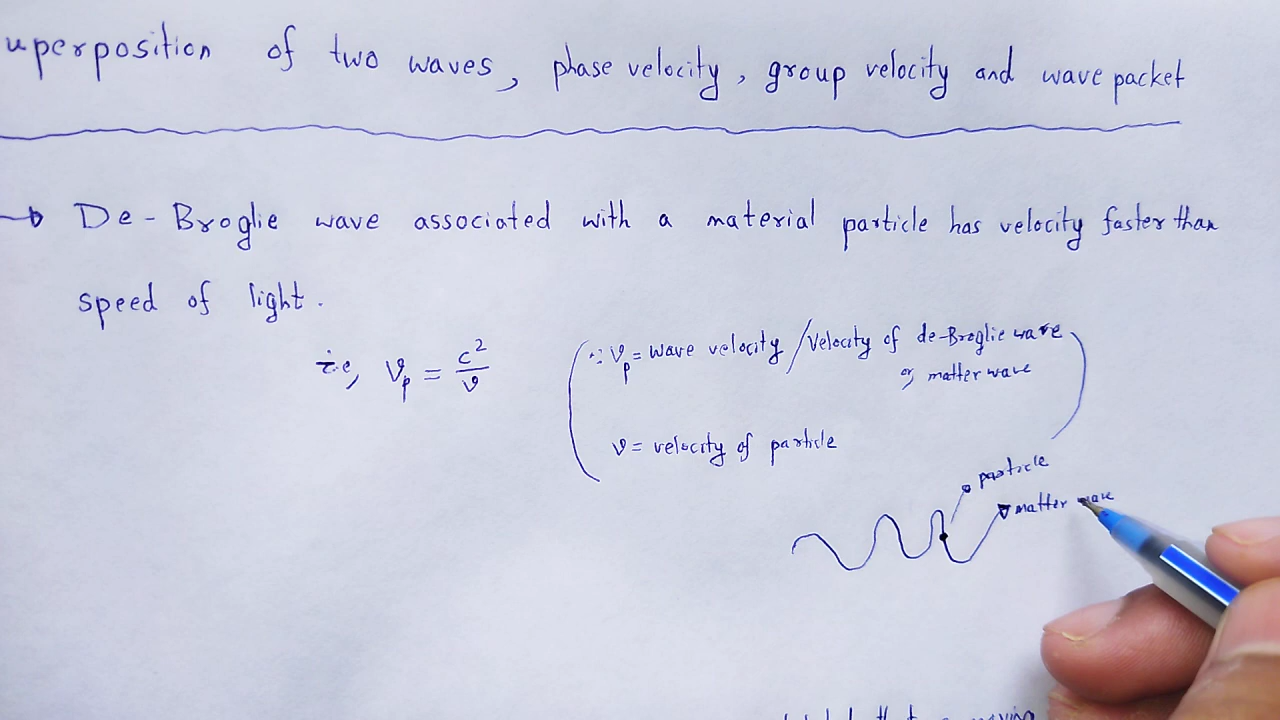 uperposition of two waves, phase velocity, group velocity and wave packet
De-Broglie wave associated with a material particle has velocity faster than
speed of light.
i.e, vp = c²/v (∵ vp = wave velocity / velocity of de-Broglie wave
or matter wave
v = velocity of particle)
particle
matter wave
that a moving